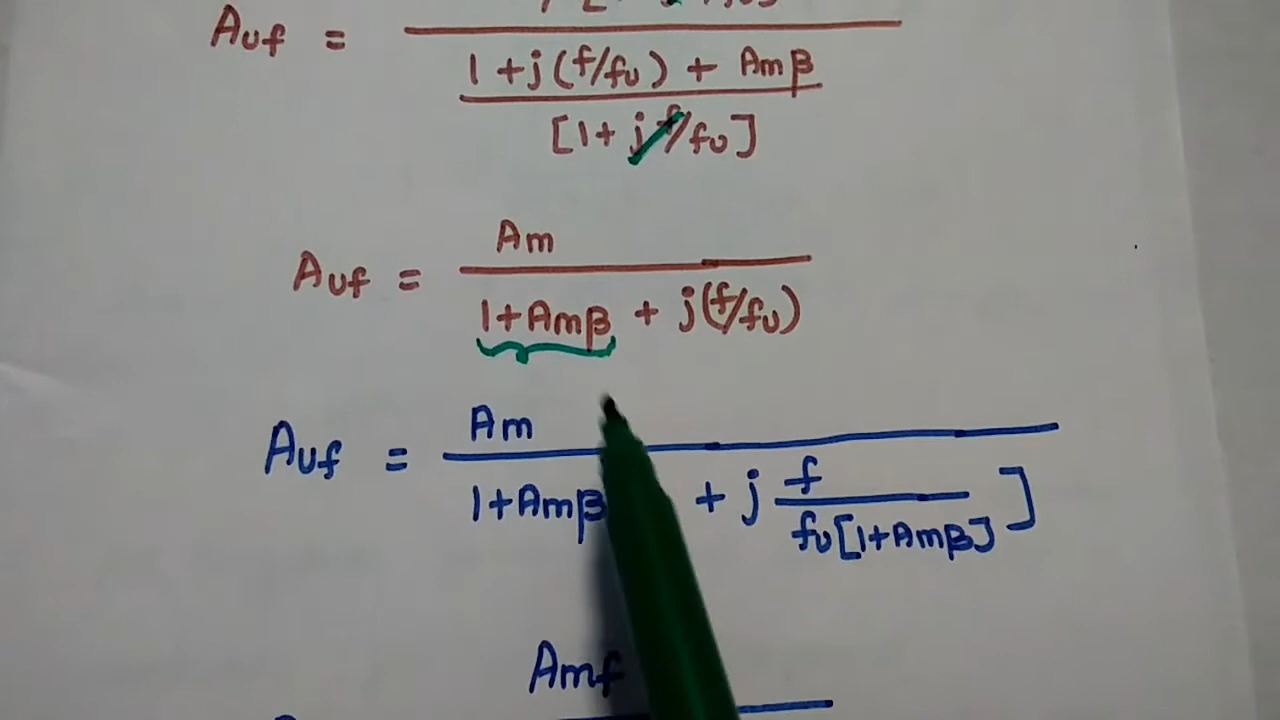 Auf =
1 + j(f/fu) + Amβ
[1 + jf/fu]
Am
Auf =
1+Amβ + j(f/fu)
Am
Auf =
1+Amβ + j f
fu[1+Amβ] ]
Amf